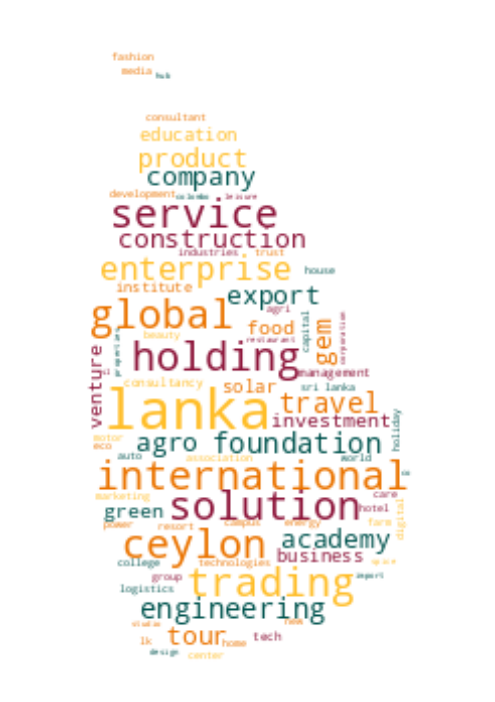 fashion
media hub
consultant
education
product
company
development colombo leisure
service
construction
industries trust
enterprise house
institute
export
global agri
food gem capital corporation
beauty restaurant
holding
venture management
consultancy solar sri lanka
lanka travel
investment holiday
motor
eco agro foundation
auto association world
international
marketing care
solution hotel
green digital
power resort campus energy farm
ceylon academy
business
college technologies space
group import
trading
logistics
engineering
studio new
tour tech
lk home
design center